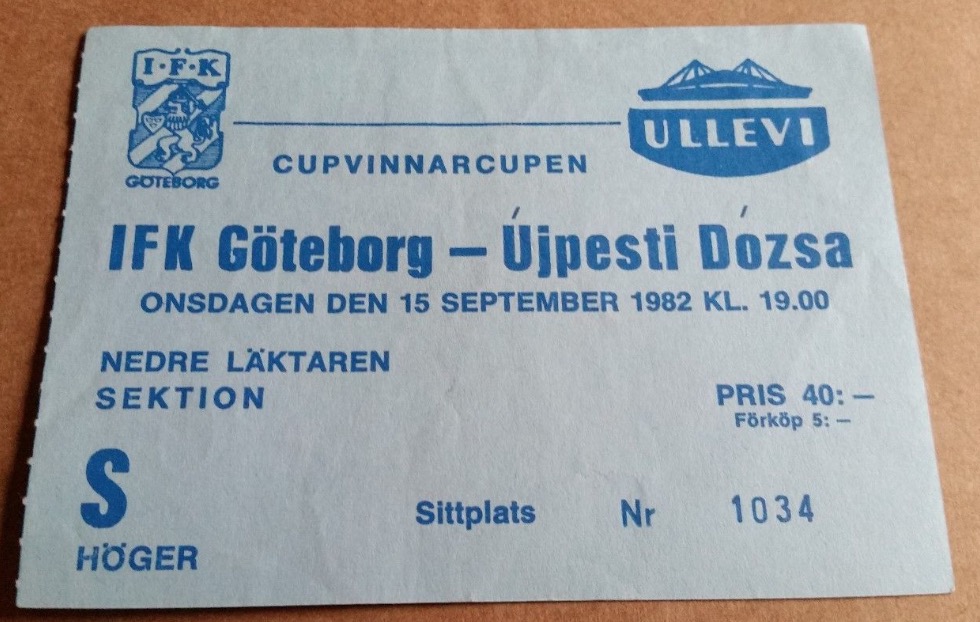 I·F·K
GÖTEBORG
ULLEVI
CUPVINNARCUPEN
IFK Göteborg – Újpesti Dózsa
ONSDAGEN DEN 15 SEPTEMBER 1982 KL. 19.00
NEDRE LÄKTAREN
SEKTION
PRIS 40: –
Förköp 5: –
S
Sittplats Nr 1034
HÖGER